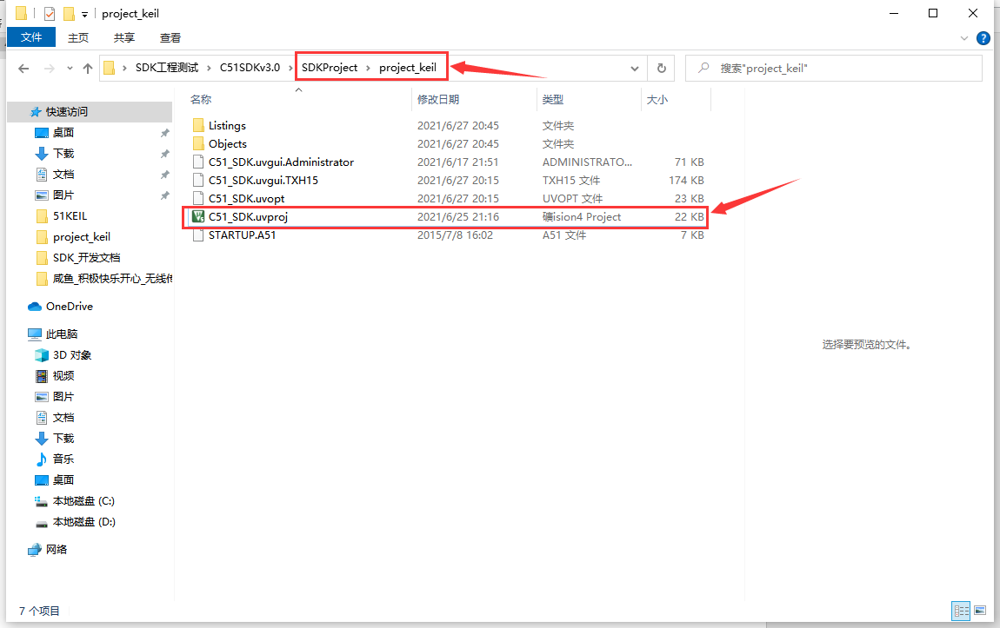 project_keil
文件 主页 共享 查看
SDK工程测试 › C51SDKv3.0 › SDKProject › project_keil
搜索"project_keil"
名称 修改日期 类型 大小
快速访问
桌面
下载
文档
图片
51KEIL
project_keil
SDK_开发文档
咸鱼_积极快乐开心_无线传
OneDrive
此电脑
3D 对象
视频
图片
文档
下载
音乐
桌面
本地磁盘 (C:)
本地磁盘 (D:)
网络
Listings 2021/6/27 20:45 文件夹
Objects 2021/6/27 20:45 文件夹
C51_SDK.uvgui.Administrator 2021/6/17 21:51 ADMINISTRATO... 71 KB
C51_SDK.uvgui.TXH15 2021/6/27 20:15 TXH15 文件 174 KB
C51_SDK.uvopt 2021/6/27 20:15 UVOPT 文件 23 KB
C51_SDK.uvproj 2021/6/25 21:16 礦ision4 Project 22 KB
STARTUP.A51 2015/7/8 16:02 A51 文件 7 KB
选择要预览的文件。
7 个项目